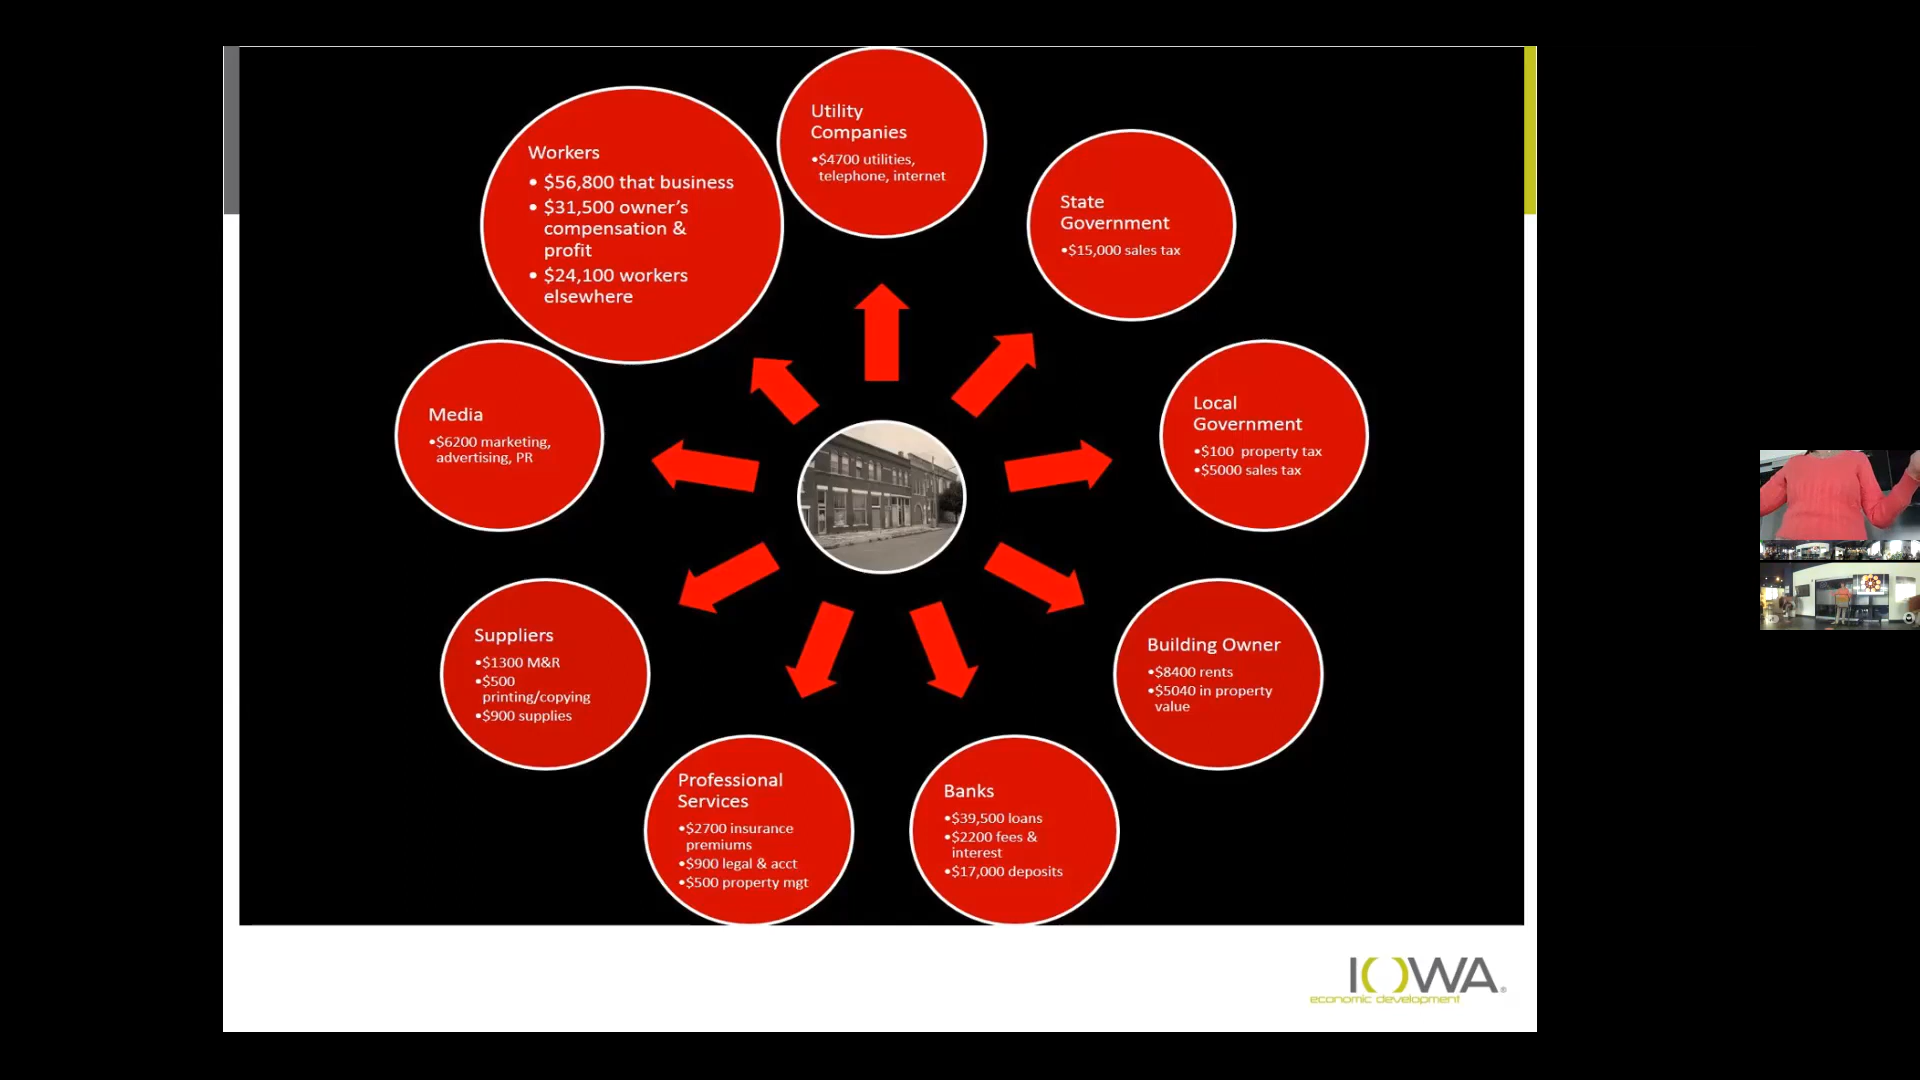 Utility
Companies
•$4700 utilities,
telephone, internet
Workers
• $56,800 that business
• $31,500 owner's
compensation &
profit
• $24,100 workers
elsewhere
State
Government
•$15,000 sales tax
Media
•$6200 marketing,
advertising, PR
Local
Government
•$100 property tax
•$5000 sales tax
Suppliers
•$1300 M&R
•$500
printing/copying
•$900 supplies
Building Owner
•$8400 rents
•$5040 in property
value
Professional
Services
•$2700 insurance
premiums
•$900 legal & acct
•$500 property mgt
Banks
•$39,500 loans
•$2200 fees &
interest
•$17,000 deposits
IOWA®
economic development